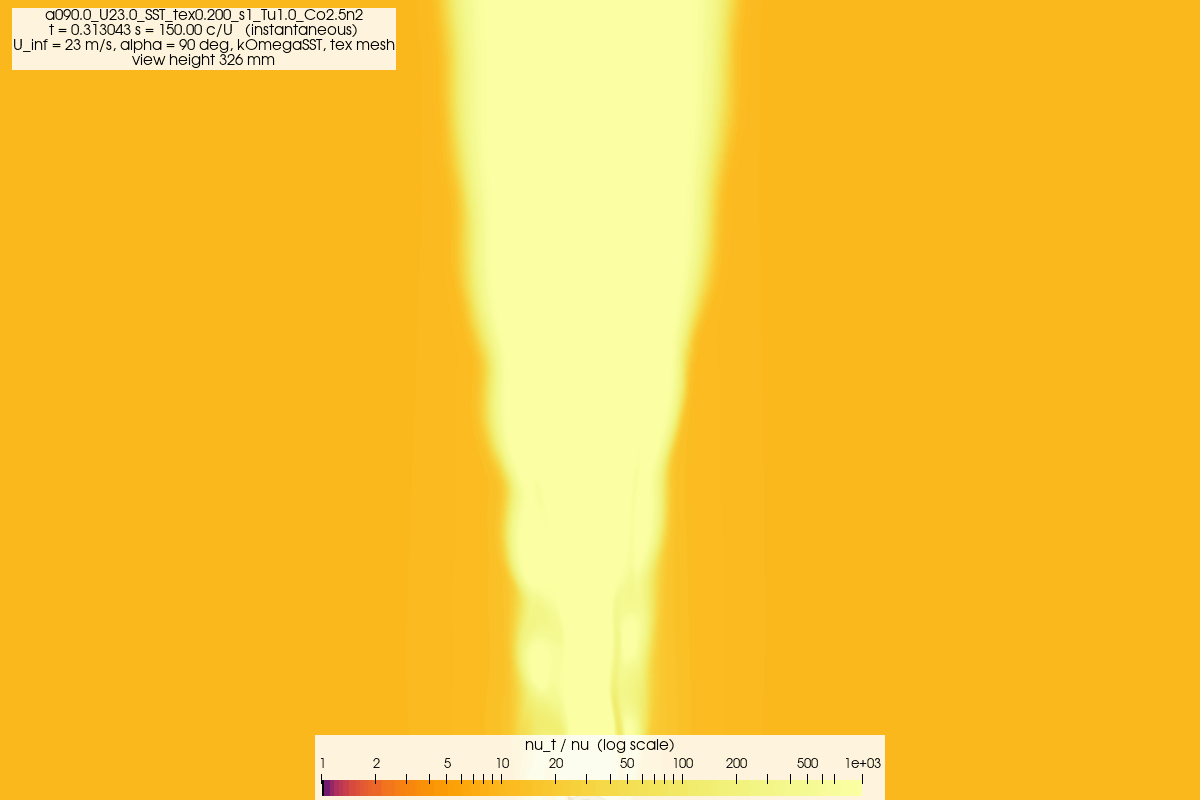 a090.0_U23.0_SST_tex0.200_s1_Tu1.0_Co2.5n2
t = 0.313043 s = 150.00 c/U (instantaneous)
U_inf = 23 m/s, alpha = 90 deg, kOmegaSST, tex mesh
view height 326 mm
nu_t / nu (log scale)
1 2 5 10 20 50 100 200 500 1e+03